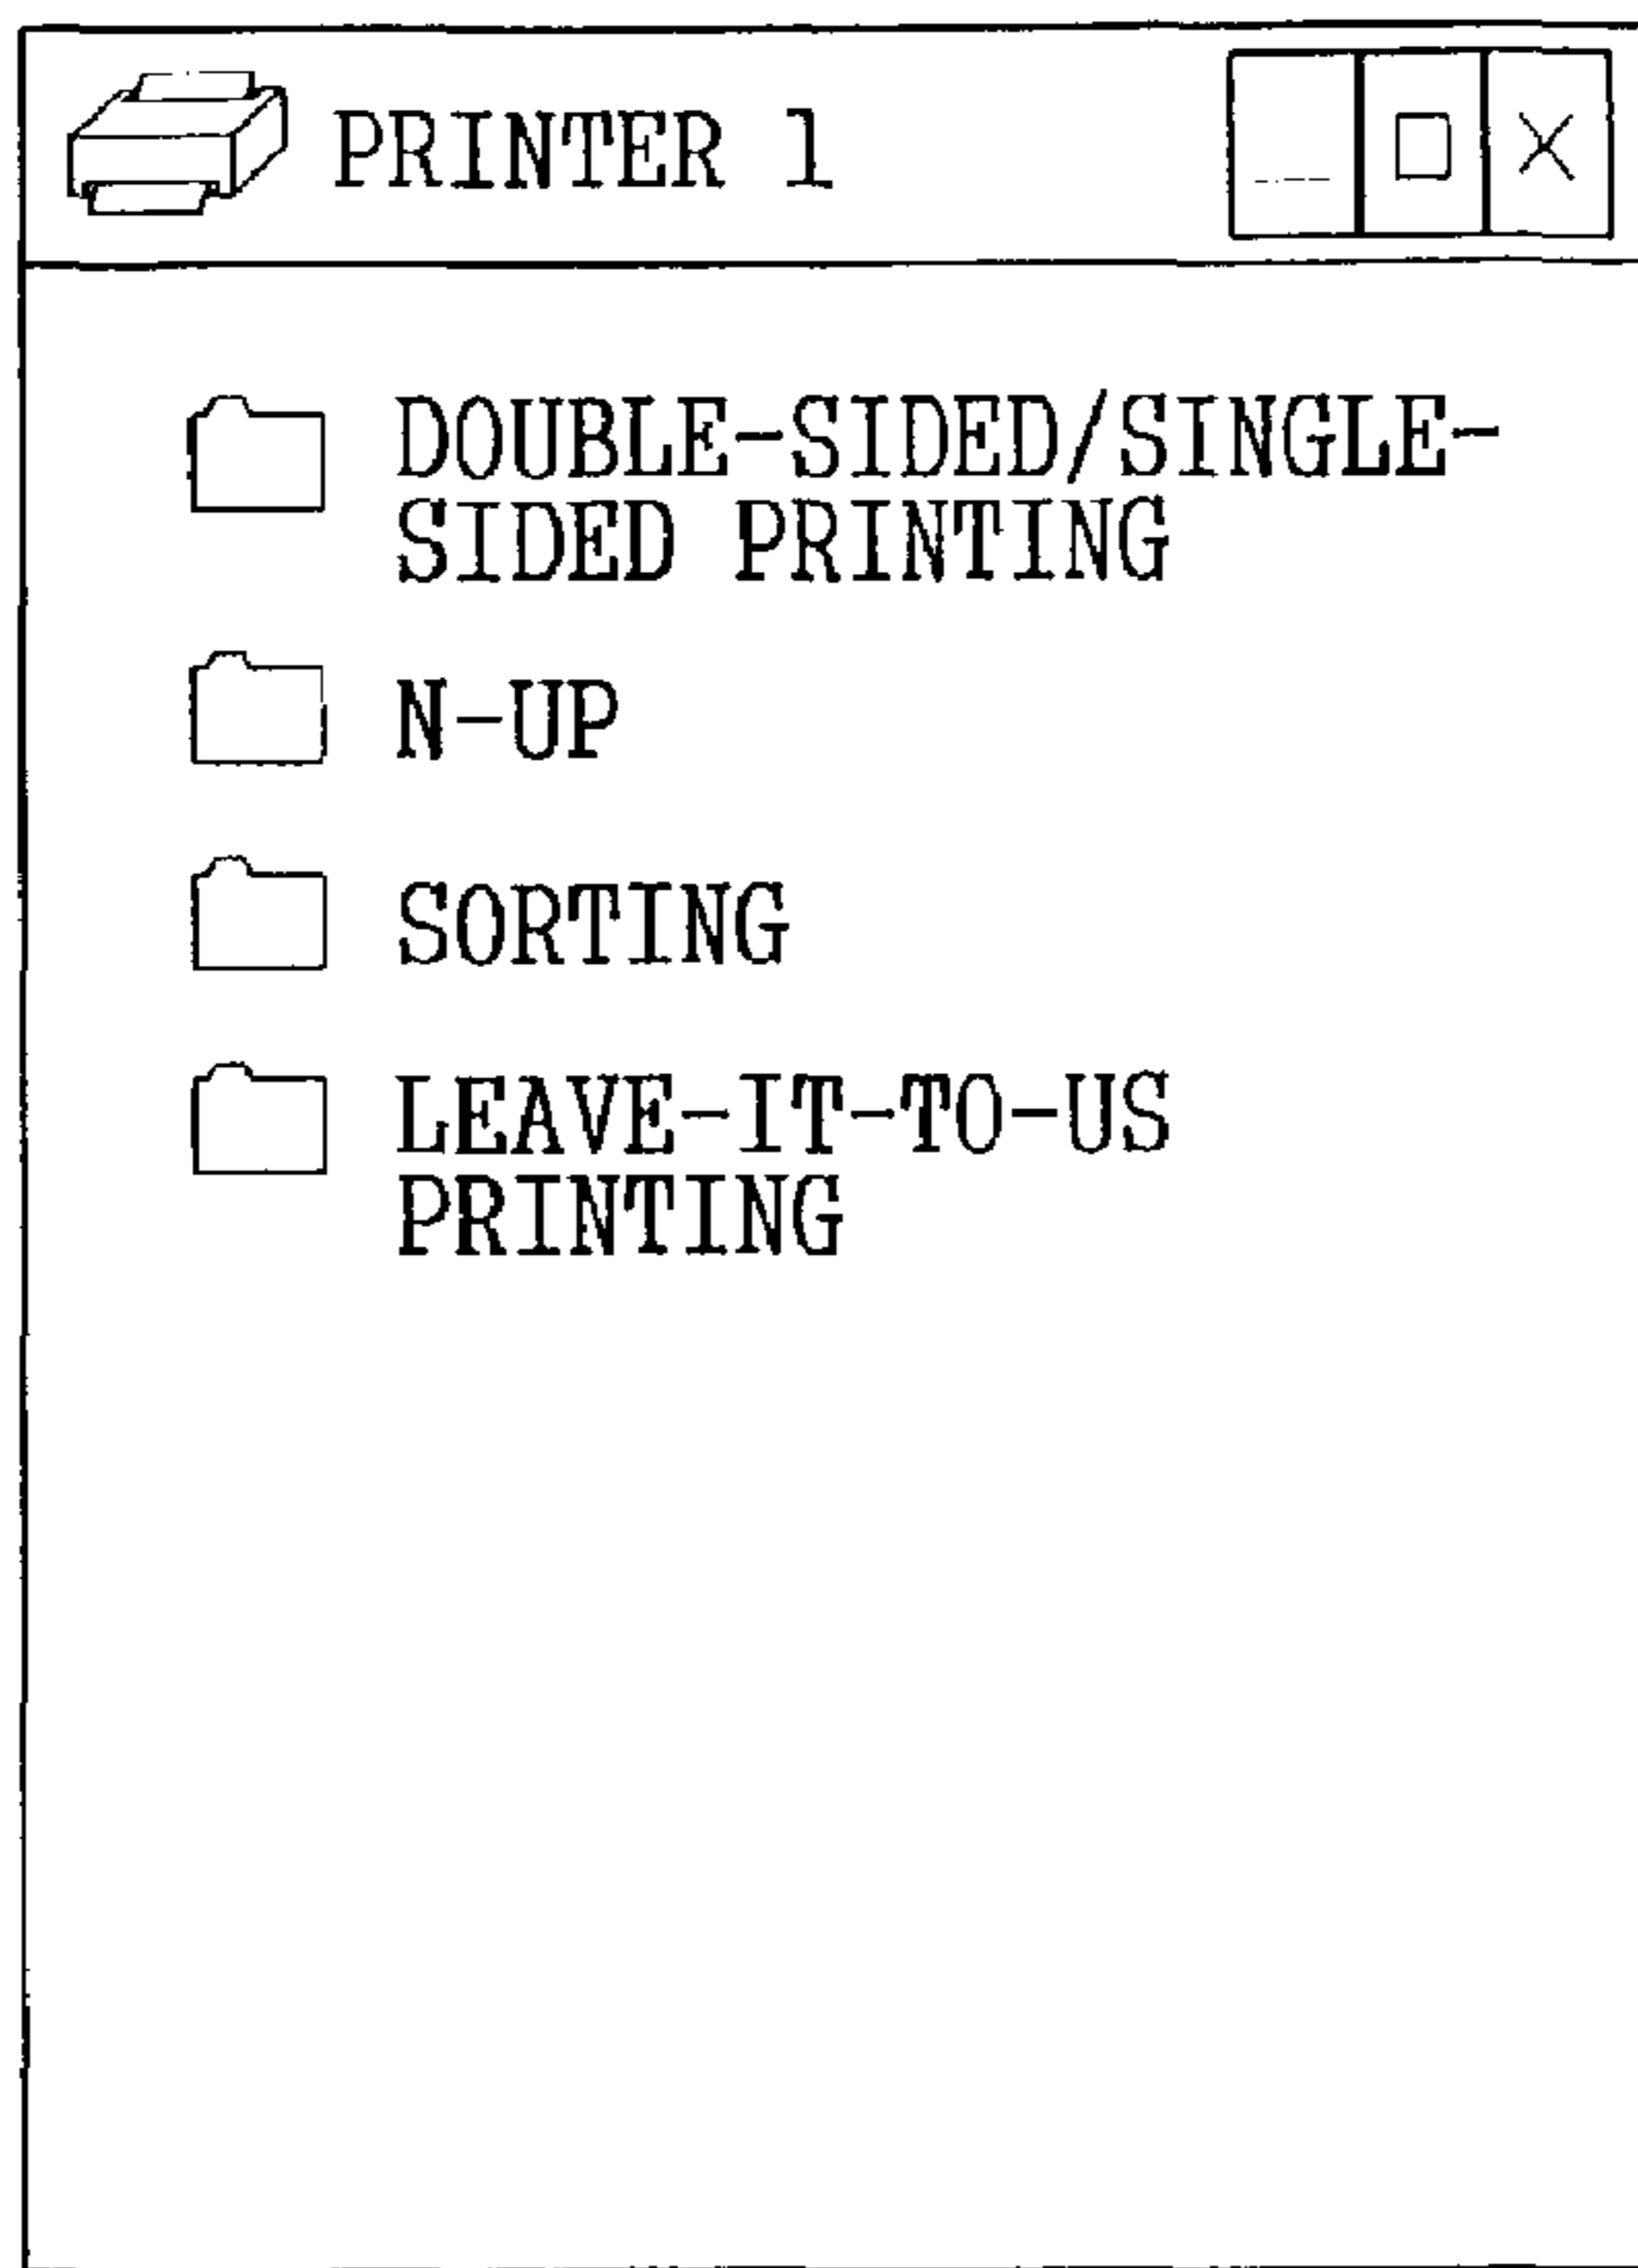 PRINTER 1
DOUBLE-SIDED/SINGLE-
SIDED PRINTING
N-UP
SORTING
LEAVE-IT-TO-US
PRINTING